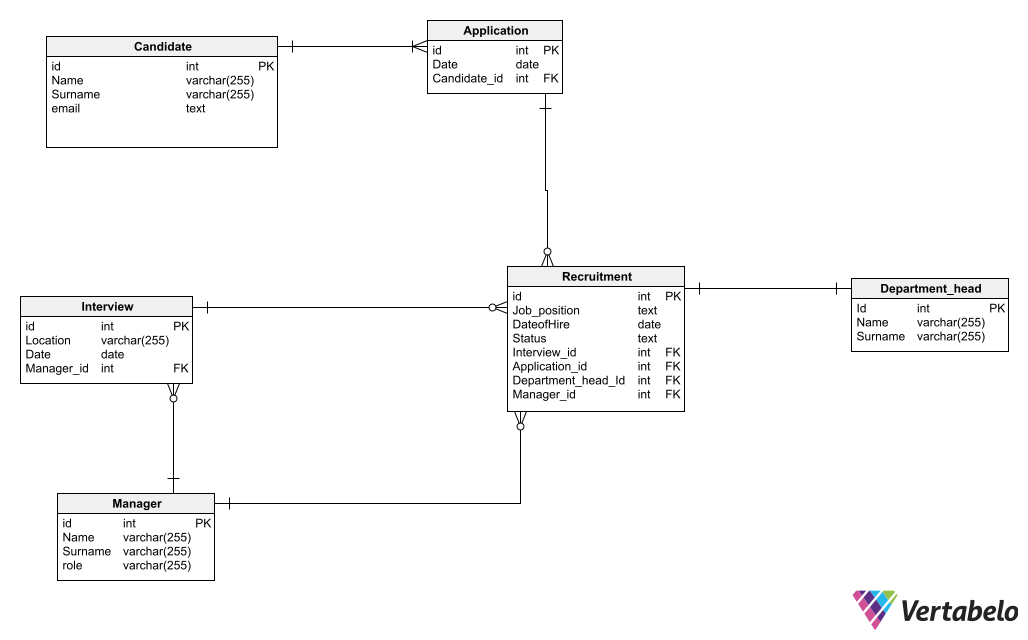 Candidate
id int PK
Name varchar(255)
Surname varchar(255)
email text
Application
id int PK
Date date
Candidate_id int FK
Recruitment
id int PK
Job_position text
DateofHire date
Status text
Interview_id int FK
Application_id int FK
Department_head_Id int FK
Manager_id int FK
Department_head
Id int PK
Name varchar(255)
Surname varchar(255)
Interview
id int PK
Location varchar(255)
Date date
Manager_id int FK
Manager
id int PK
Name varchar(255)
Surname varchar(255)
role varchar(255)
Vertabelo